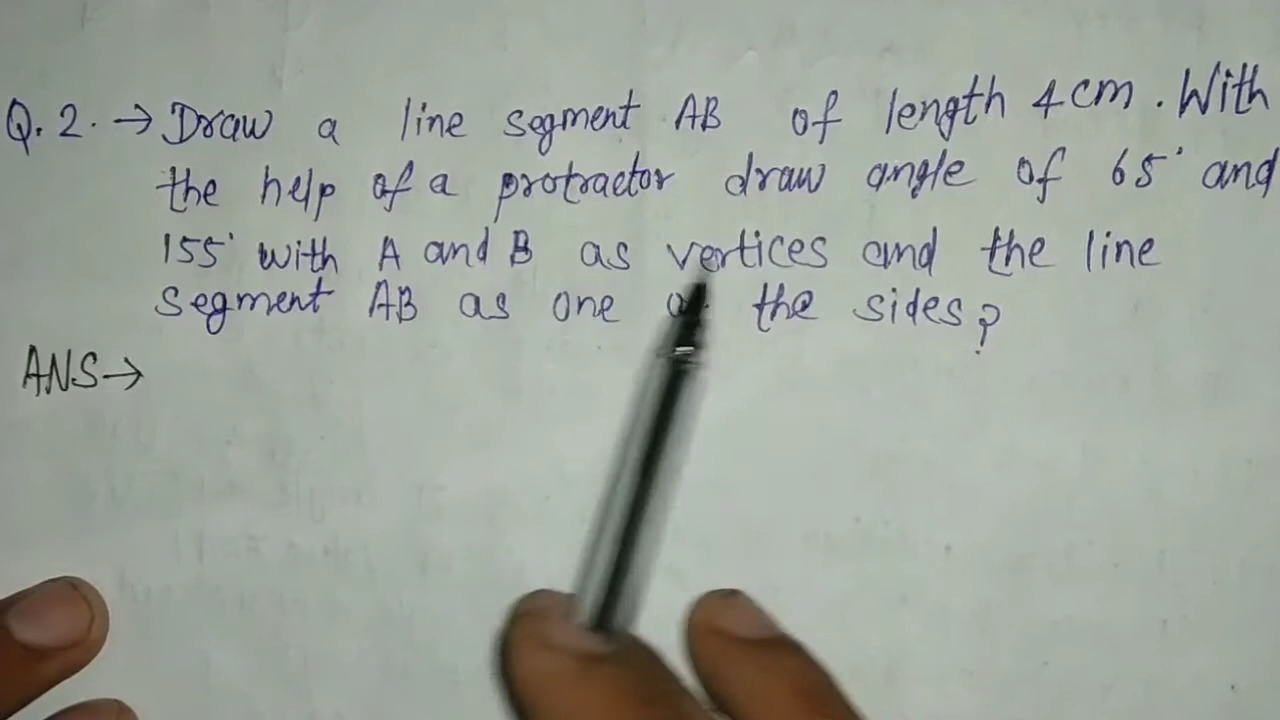 Q. 2. → Draw a line segment AB of length 4 cm. With
the help of a protractor draw angle of 65° and
155° with A and B as vertices and the line
segment AB as one the sides?
ANS →